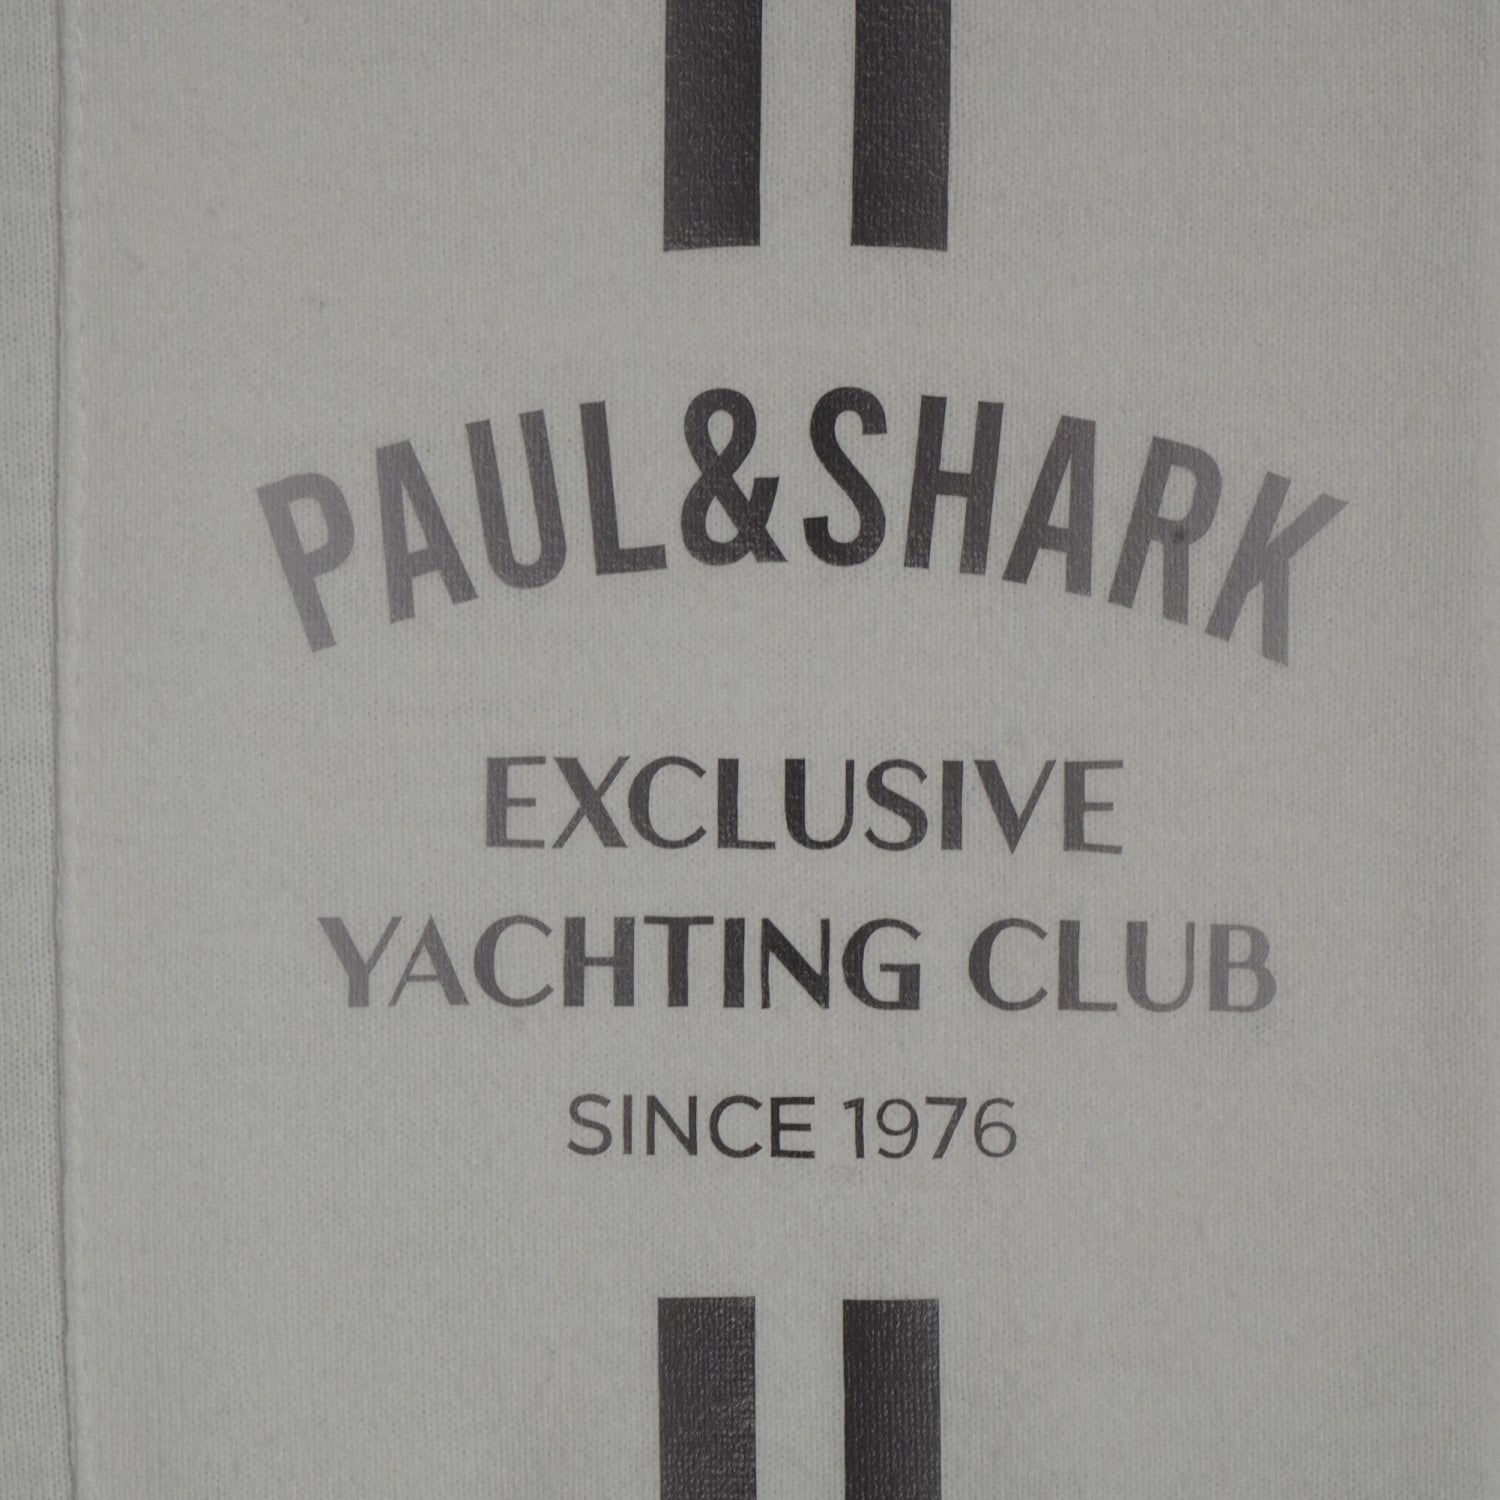 PAUL&SHARK
EXCLUSIVE
YACHTING CLUB
SINCE 1976